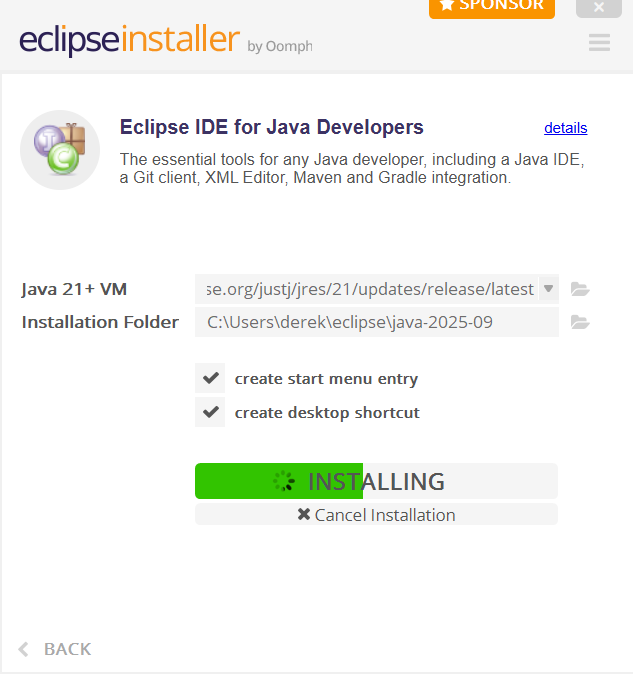 SPONSOR
eclipseinstaller by Oomph
Eclipse IDE for Java Developers details
The essential tools for any Java developer, including a Java IDE,
a Git client, XML Editor, Maven and Gradle integration.
Java 21+ VM se.org/justj/jres/21/updates/release/latest
Installation Folder C:\Users\derek\eclipse\java-2025-09
create start menu entry
create desktop shortcut
INSTALLING
Cancel Installation
BACK